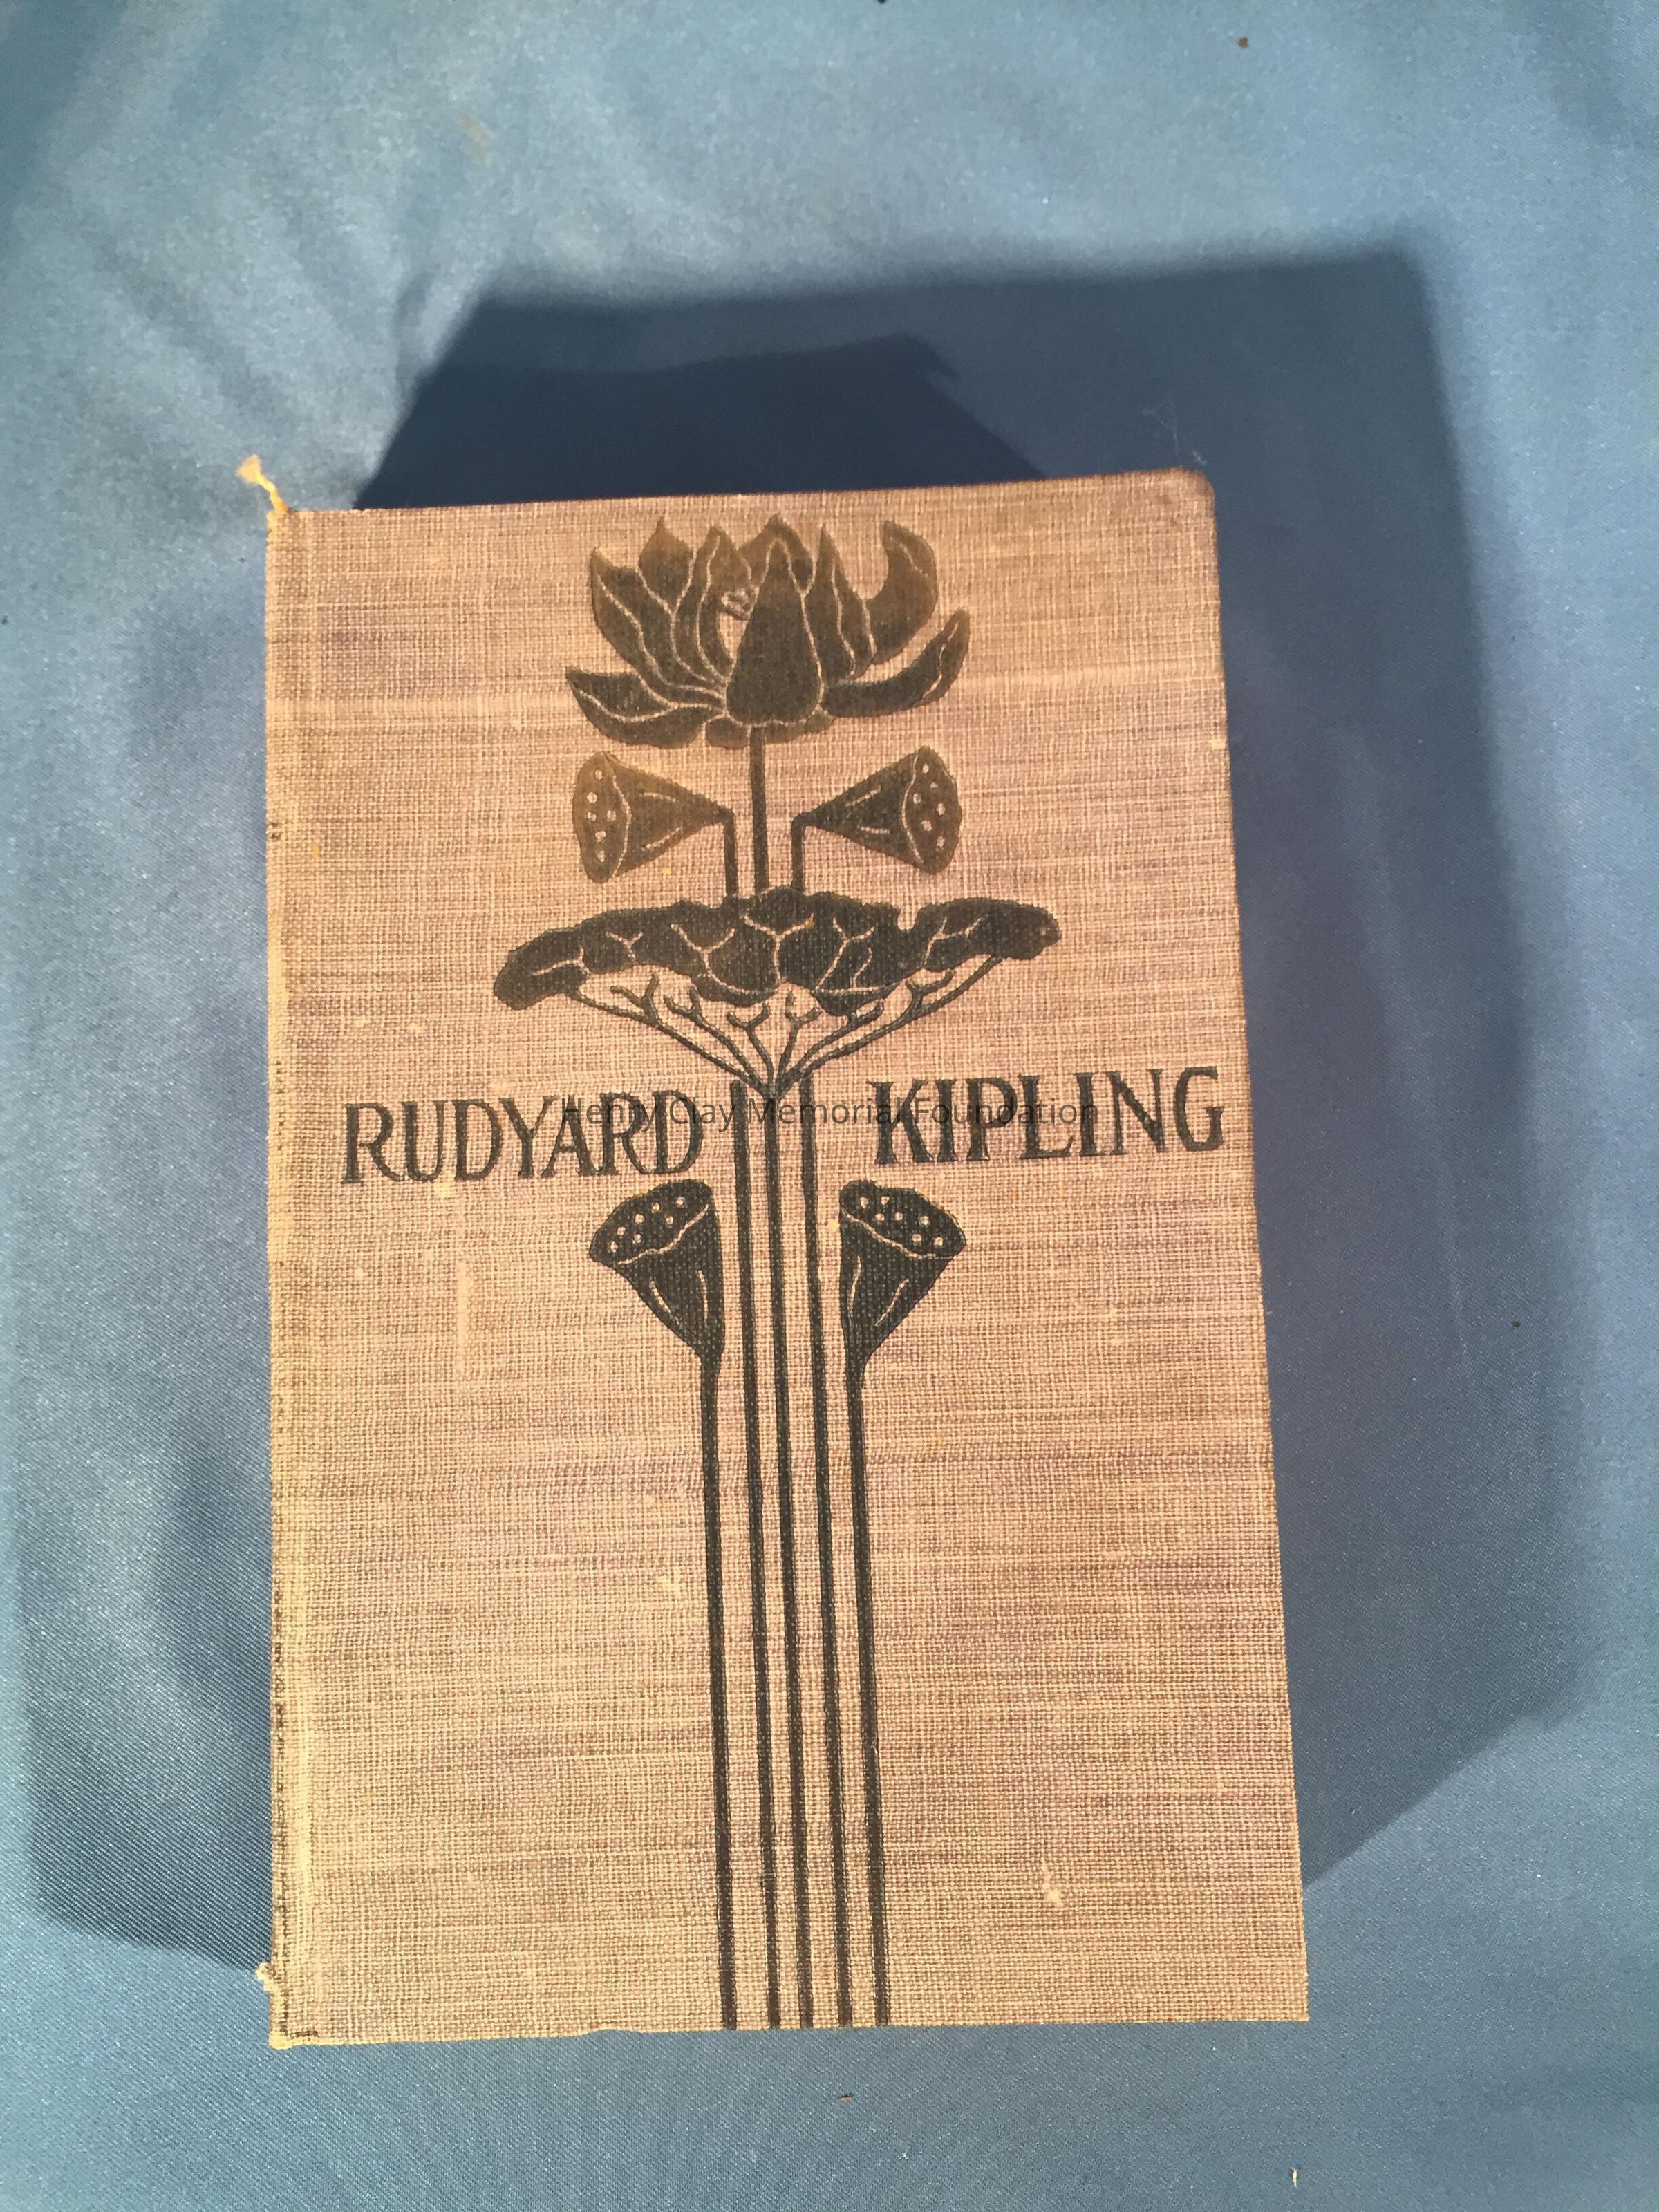 RUDYARD KIPLING
Henry Clay Memorial Foundation